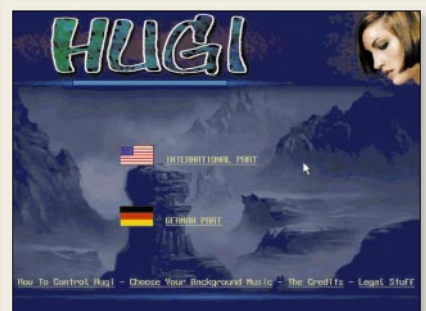 HUGI
INTERNATIONAL PART
GERMAN PART
How To Control Hugi - Choose Your Background Music - The Credits - Legal Stuff